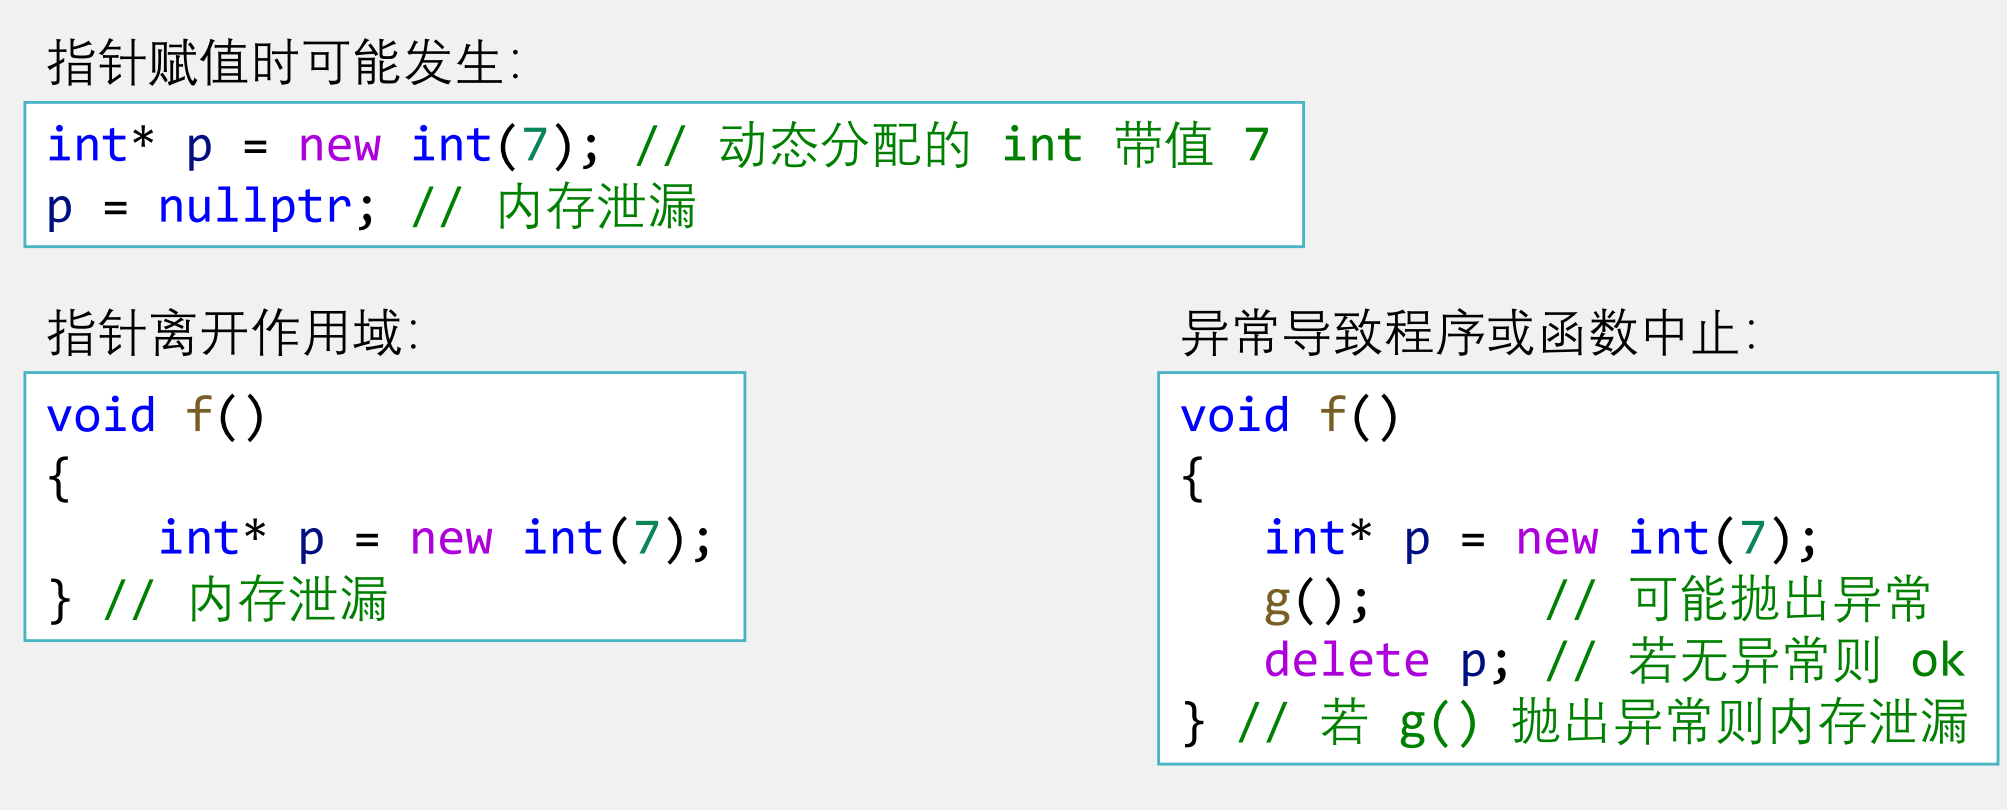 指针赋值时可能发生:
int* p = new int(7); // 动态分配的 int 带值 7
p = nullptr; // 内存泄漏
指针离开作用域:
void f()
{
    int* p = new int(7);
} // 内存泄漏
异常导致程序或函数中止:
void f()
{
   int* p = new int(7);
   g();      // 可能抛出异常
   delete p; // 若无异常则 ok
} // 若 g() 抛出异常则内存泄漏